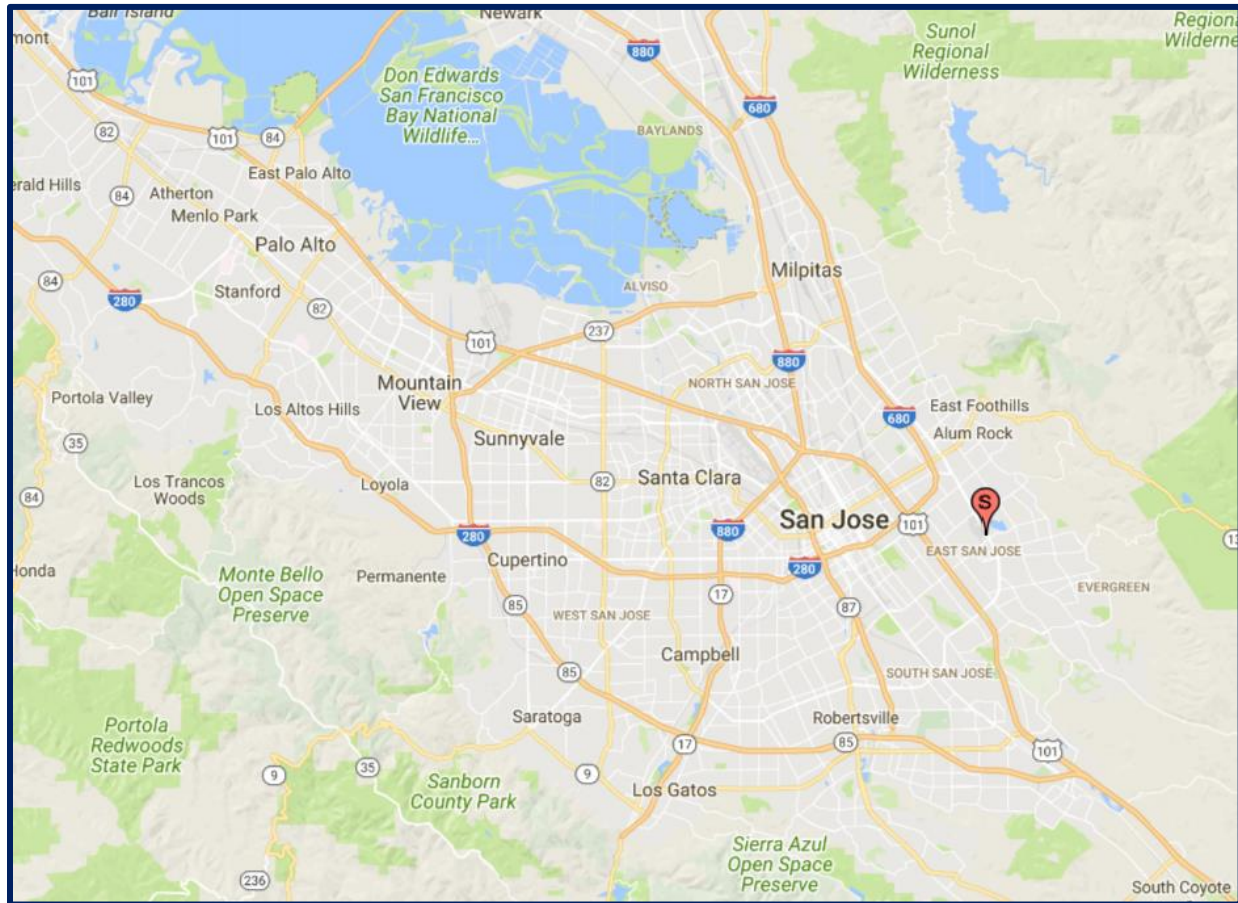 Bair Island
Newark
mont
101
880
Sunol
Regional
Wilderness
Regiona
Wilderne
Don Edwards
San Francisco
Bay National
Wildlife...
82
101
84
84
680
BAYLANDS
East Palo Alto
erald Hills
84
Atherton
Menlo Park
Palo Alto
Milpitas
84
280
Stanford
82
ALVISO
237
101
880
NORTH SAN JOSE
Mountain
View
Portola Valley
Los Altos Hills
680
East Foothills
Alum Rock
35
Sunnyvale
Santa Clara
Los Trancos
Woods
Loyola
82
84
S
San Jose
101
880
280
13
EAST SAN JOSE
Cupertino
280
Honda
Monte Bello
Open Space
Preserve
Permanente
EVERGREEN
85
17
87
WEST SAN JOSE
Campbell
85
SOUTH SAN JOSE
Portola
Redwoods
State Park
Saratoga
Robertsville
17
85
101
9
35
9
Sanborn
County Park
Los Gatos
Sierra Azul
Open Space
Preserve
236
South Coyote